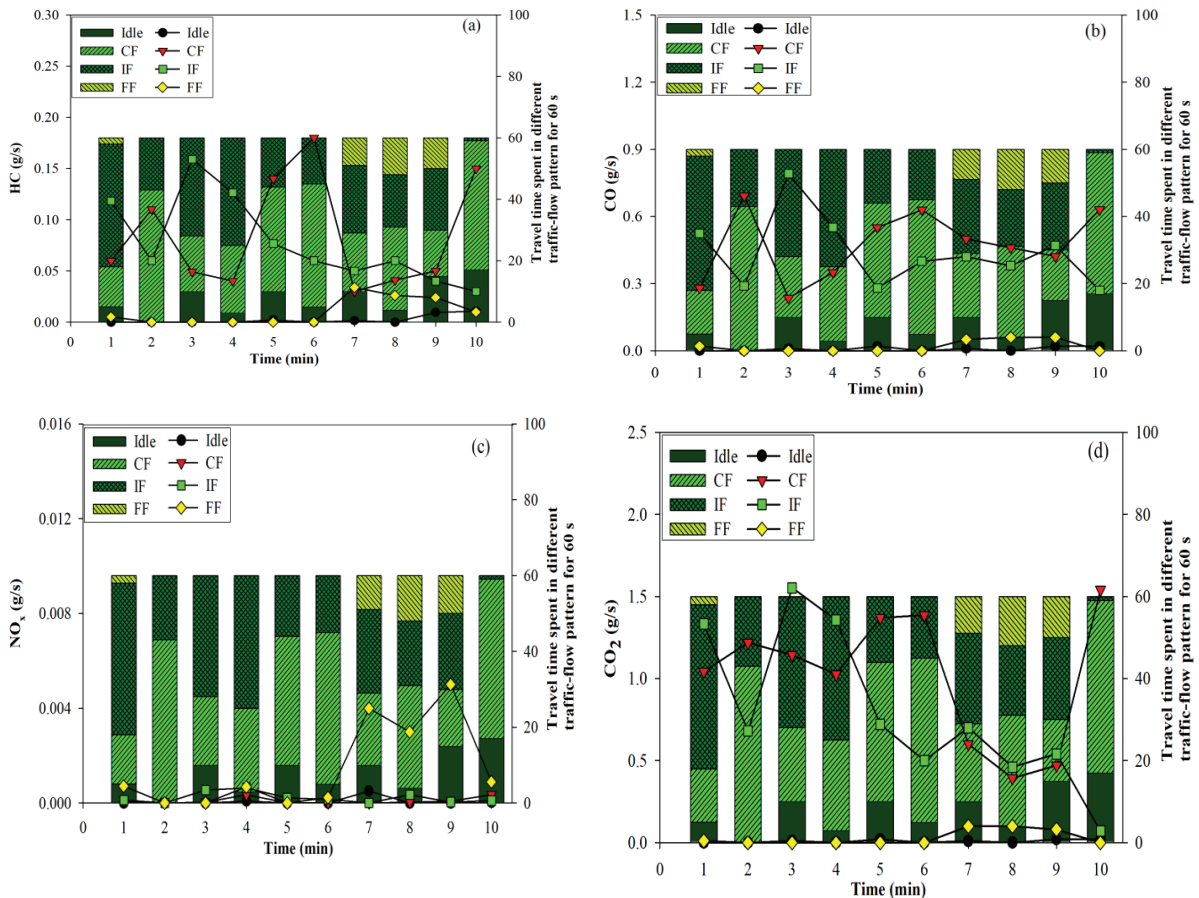 (a)
Idle Idle
CF CF
IF IF
FF FF
0.30
0.25
0.20
0.15
0.10
0.05
0.00
HC (g/s)
100
80
60
40
20
0
Travel time spent in different
traffic-flow pattern for 60 s
0 1 2 3 4 5 6 7 8 9 10
Time (min)
(b)
Idle Idle
CF CF
IF IF
FF FF
1.5
1.2
0.9
0.6
0.3
0.0
CO (g/s)
100
80
60
40
20
0
Travel time spent in different
traffic-flow pattern for 60 s
0 1 2 3 4 5 6 7 8 9 10
Time (min)
(c)
Idle Idle
CF CF
IF IF
FF FF
0.016
0.012
0.008
0.004
0.000
NOx (g/s)
100
80
60
40
20
0
Travel time spent in different
traffic-flow pattern for 60 s
0 1 2 3 4 5 6 7 8 9 10
Time (min)
(d)
Idle Idle
CF CF
IF IF
FF FF
2.5
2.0
1.5
1.0
0.5
0.0
CO2 (g/s)
100
80
60
40
20
0
Travel time spent in different
traffic-flow pattern for 60 s
0 1 2 3 4 5 6 7 8 9 10
Time (min)